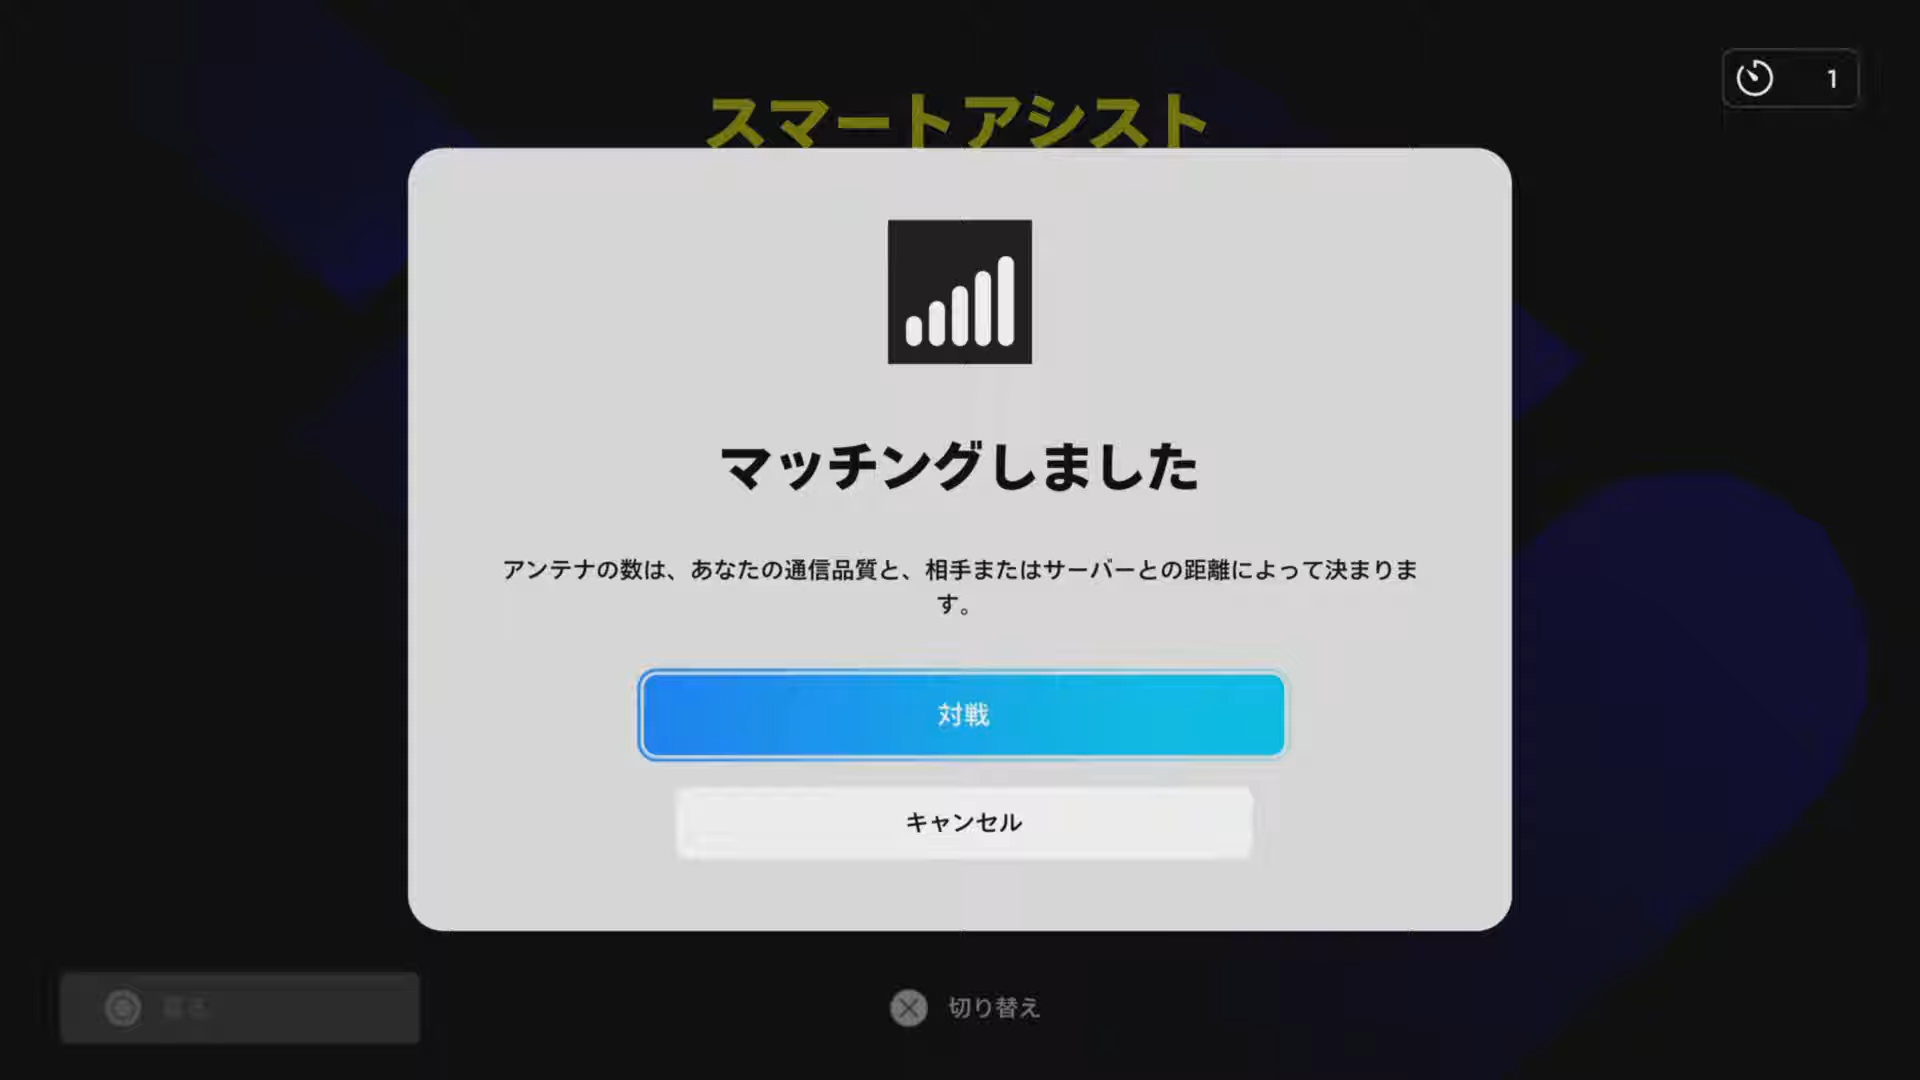 スマートアシスト
1
マッチングしました
アンテナの数は、あなたの通信品質と、相手またはサーバーとの距離によって決まりま
す。
対戦
キャンセル
戻る
切り替え